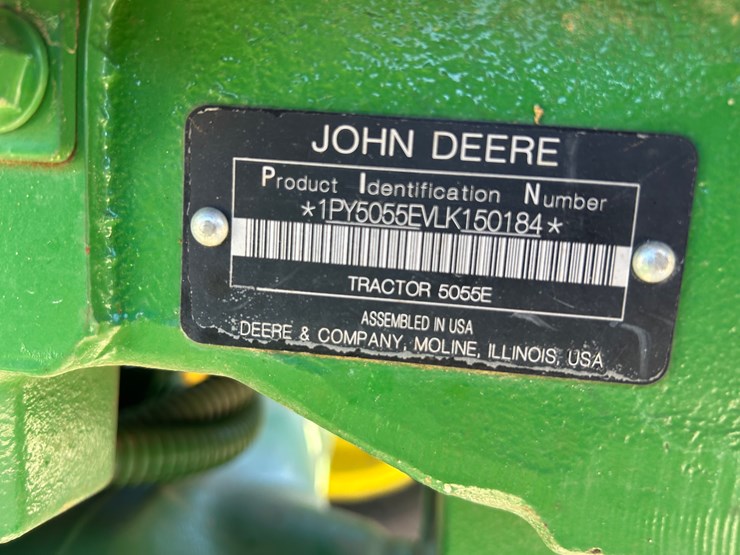 JOHN DEERE
Product Identification Number
*1PY5055EVLK150184*
TRACTOR 5055E
ASSEMBLED IN USA
DEERE & COMPANY, MOLINE, ILLINOIS, USA